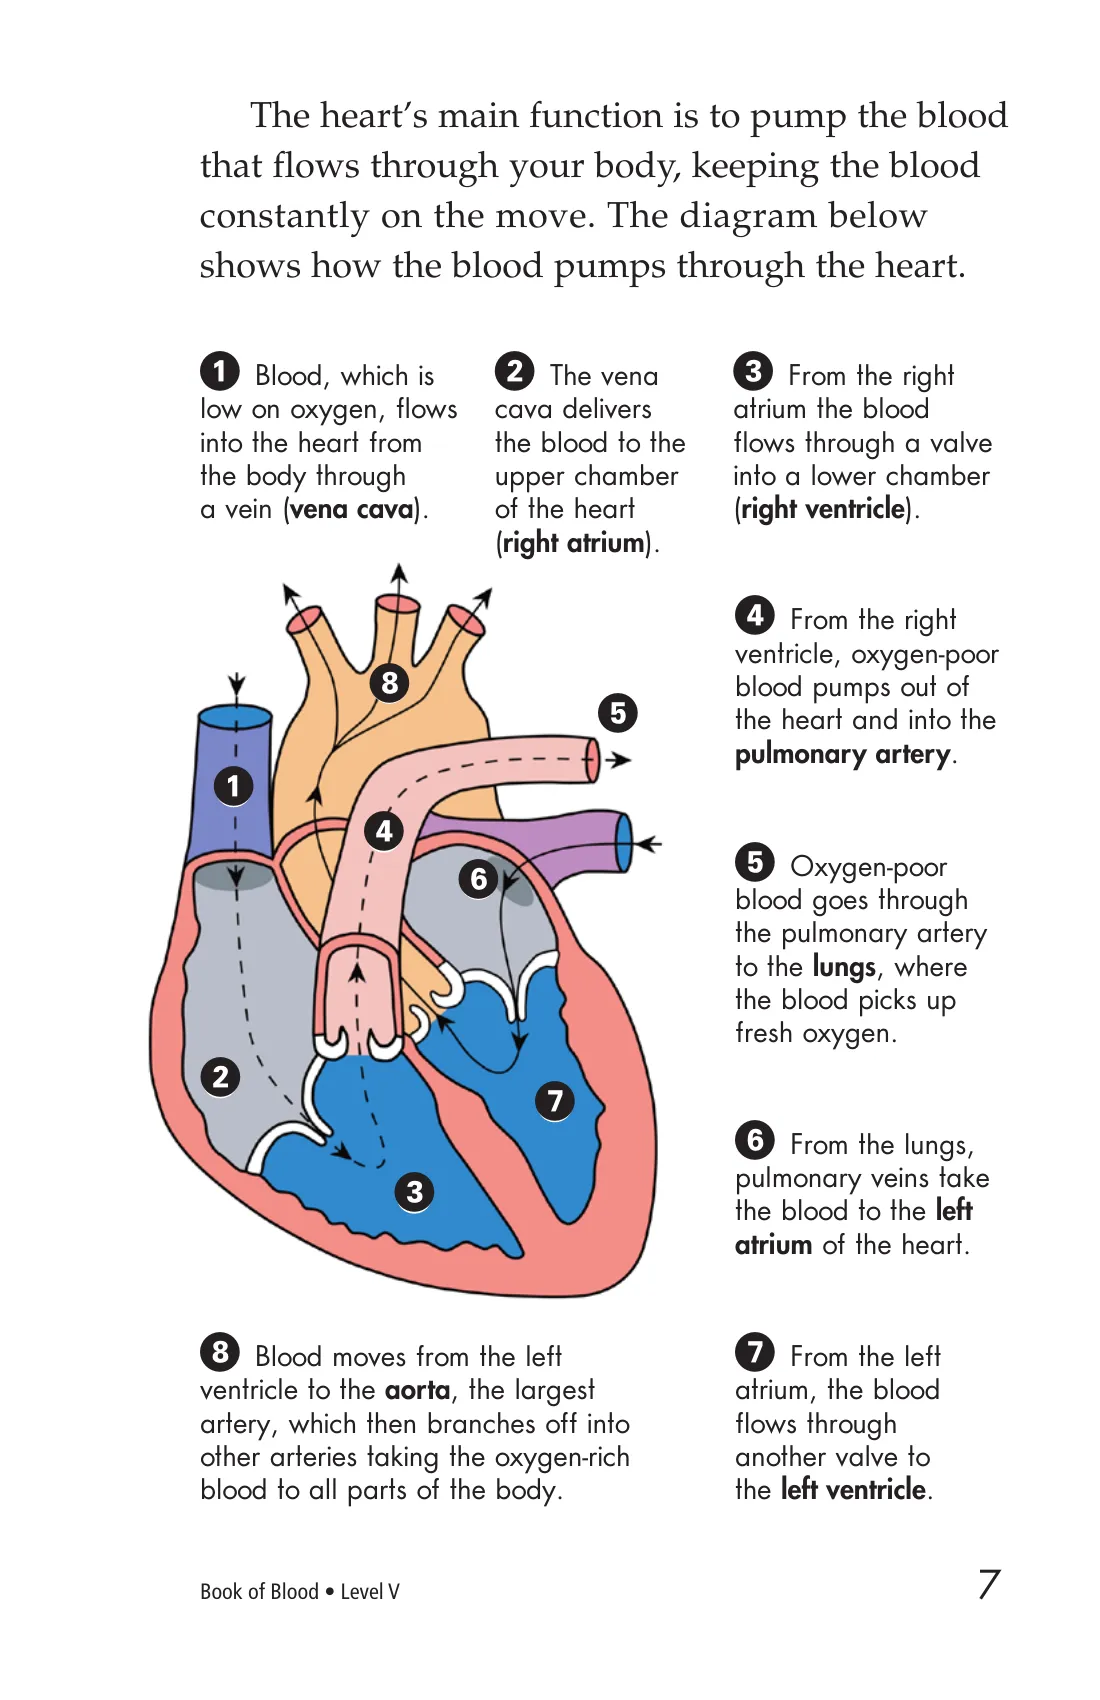 The heart’s main function is to pump the blood
that flows through your body, keeping the blood
constantly on the move. The diagram below
shows how the blood pumps through the heart.
1 Blood, which is
low on oxygen, flows
into the heart from
the body through
a vein (vena cava).
2 The vena
cava delivers
the blood to the
upper chamber
of the heart
(right atrium).
3 From the right
atrium the blood
flows through a valve
into a lower chamber
(right ventricle).
4 From the right
ventricle, oxygen-poor
blood pumps out of
the heart and into the
pulmonary artery.
5 Oxygen-poor
blood goes through
the pulmonary artery
to the lungs, where
the blood picks up
fresh oxygen.
6 From the lungs,
pulmonary veins take
the blood to the left
atrium of the heart.
7 From the left
atrium, the blood
flows through
another valve to
the left ventricle.
8 Blood moves from the left
ventricle to the aorta, the largest
artery, which then branches off into
other arteries taking the oxygen-rich
blood to all parts of the body.
8
5
1
4
6
2
7
3
Book of Blood • Level V
7